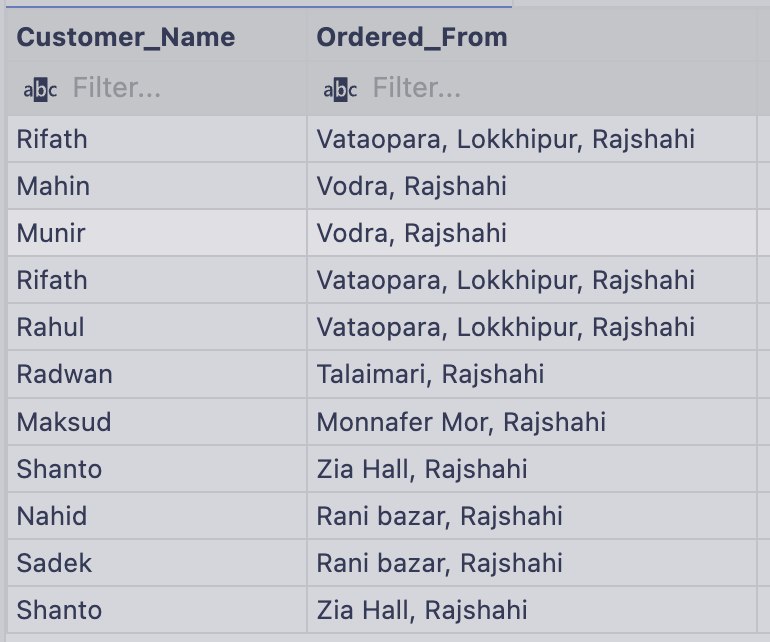 Customer_Name Ordered_From
abc Filter... abc Filter...
Rifath Vataopara, Lokkhipur, Rajshahi
Mahin Vodra, Rajshahi
Munir Vodra, Rajshahi
Rifath Vataopara, Lokkhipur, Rajshahi
Rahul Vataopara, Lokkhipur, Rajshahi
Radwan Talaimari, Rajshahi
Maksud Monnafer Mor, Rajshahi
Shanto Zia Hall, Rajshahi
Nahid Rani bazar, Rajshahi
Sadek Rani bazar, Rajshahi
Shanto Zia Hall, Rajshahi